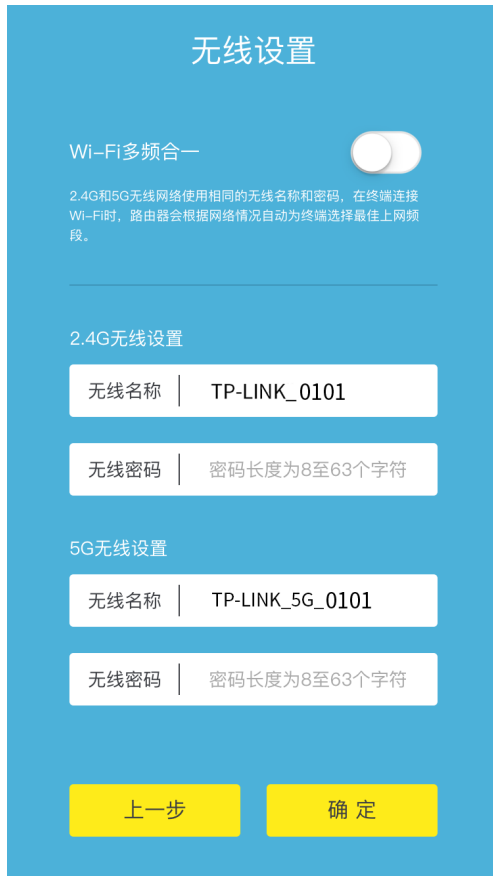 无线设置
Wi-Fi多频合一
2.4G和5G无线网络使用相同的无线名称和密码，在终端连接
Wi-Fi时，路由器会根据网络情况自动为终端选择最佳上网频
段。
2.4G无线设置
无线名称 TP-LINK_0101
无线密码 密码长度为8至63个字符
5G无线设置
无线名称 TP-LINK_5G_0101
无线密码 密码长度为8至63个字符
上一步 确 定